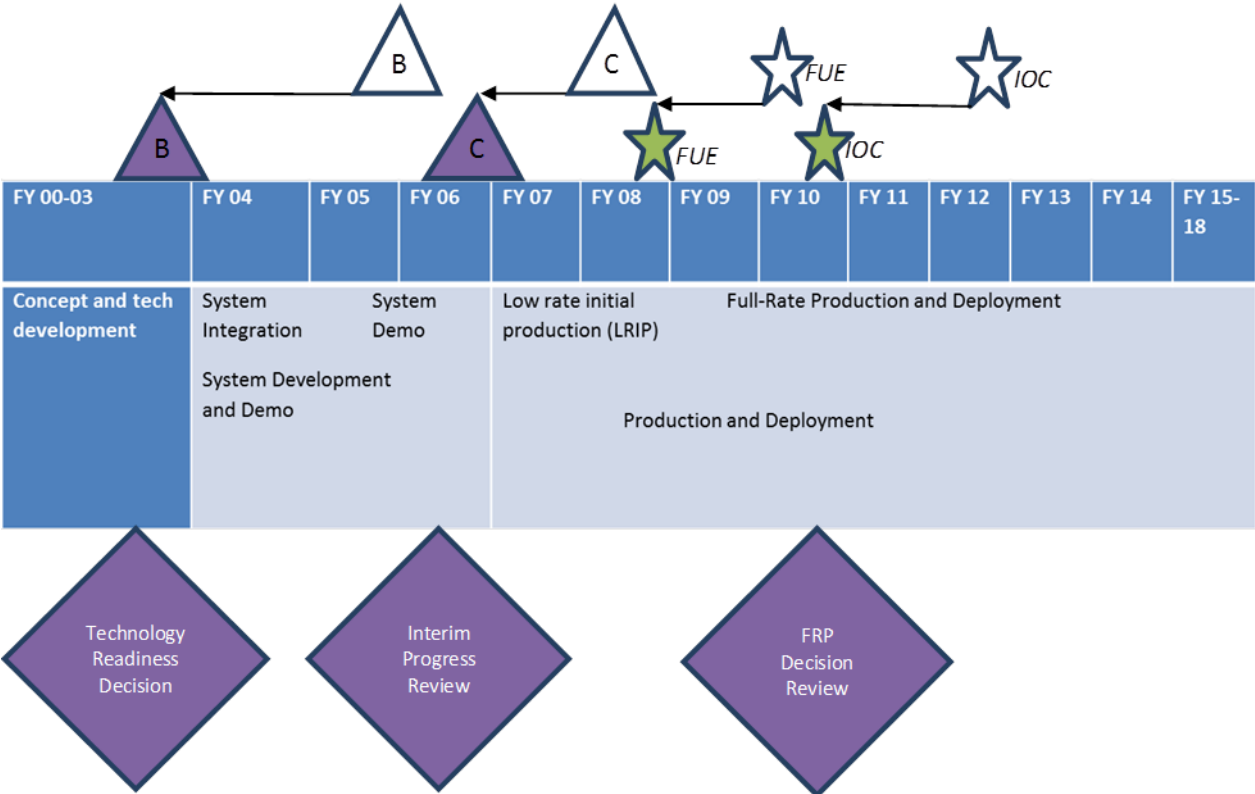 B
C
FUE
IOC
B
C
FUE
IOC
FY 00-03
FY 04
FY 05
FY 06
FY 07
FY 08
FY 09
FY 10
FY 11
FY 12
FY 13
FY 14
FY 15-
18
Concept and tech
development
System
Integration
System
Demo
System Development
and Demo
Low rate initial
production (LRIP)
Full-Rate Production and Deployment
Production and Deployment
Technology
Readiness
Decision
Interim
Progress
Review
FRP
Decision
Review